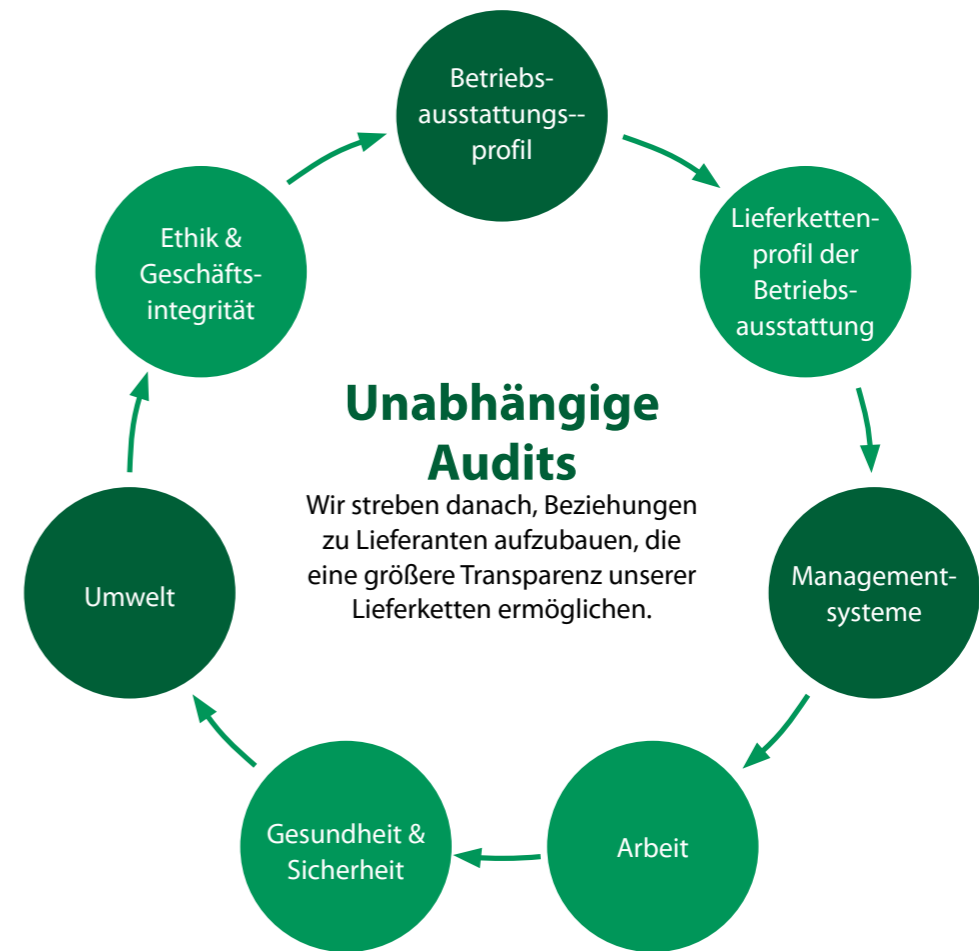 Betriebs-
ausstattungs--
profil
Lieferketten-
profil der
Betriebs-
ausstattung
Management-
systeme
Arbeit
Gesundheit &
Sicherheit
Umwelt
Ethik &
Geschäfts-
integrität
Unabhängige
Audits
Wir streben danach, Beziehungen
zu Lieferanten aufzubauen, die
eine größere Transparenz unserer
Lieferketten ermöglichen.